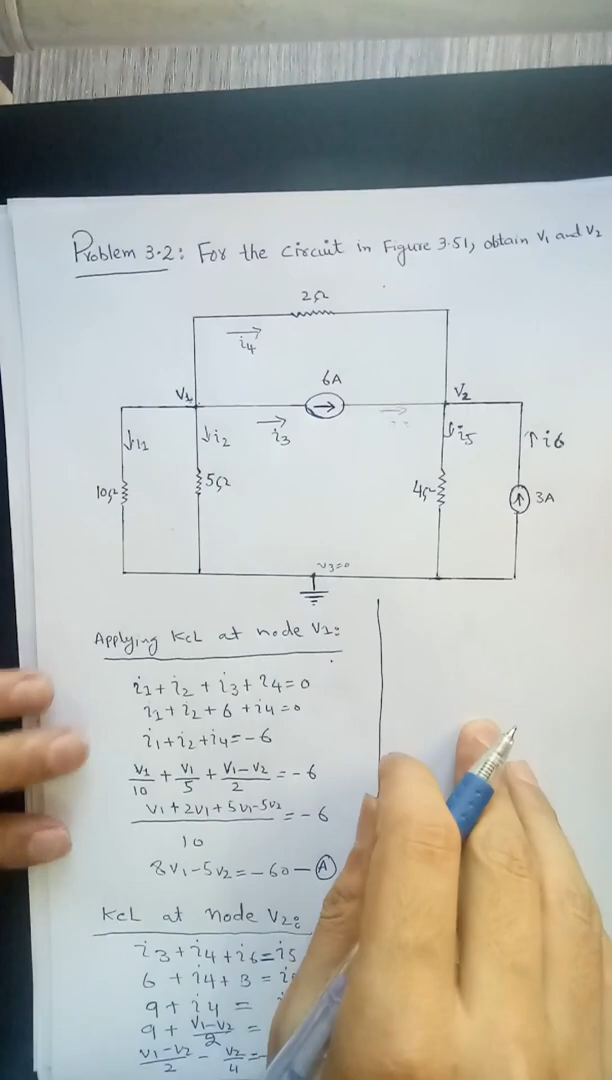 Problem 3.2: For the circuit in Figure 3.51, obtain V1 and V2
2Ω
i4
6A
V1
V2
i1
i2
i3
i5
i6
10Ω
5Ω
4Ω
3A
V3=0
Applying KCL at node V1:
i1+i2+i3+i4=0
i1+i2+6+i4=0
i1+i2+i4=-6
V1/10 + V1/5 + V1-V2/2 = -6
V1+2V1+5V1-5V2/10 = -6
8V1-5V2=-60-(A)
KCL at node V2:
i3+i4+i6=i5
6+i4+3=
9+i4=
9+V1-V2/2=
V1-V2/2 - V2/4 =-